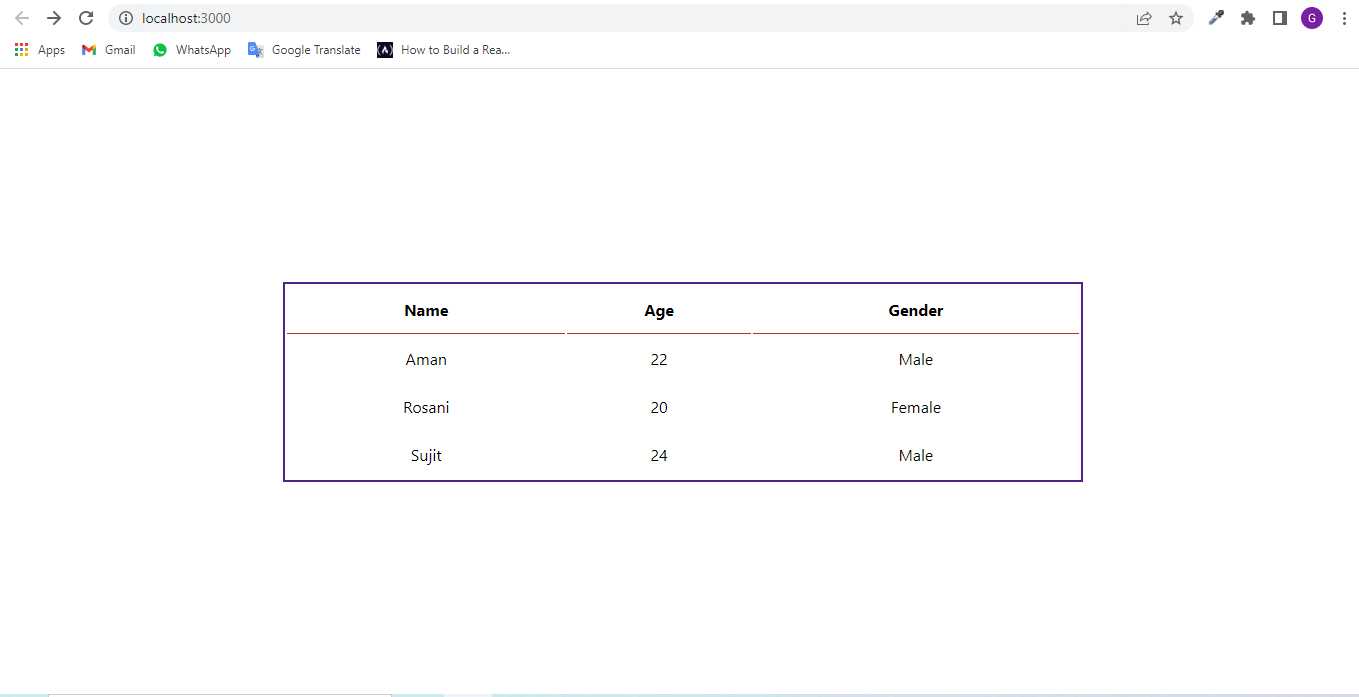 localhost:3000
G
Apps Gmail WhatsApp Google Translate How to Build a Rea...
Name Age Gender
Aman 22 Male
Rosani 20 Female
Sujit 24 Male